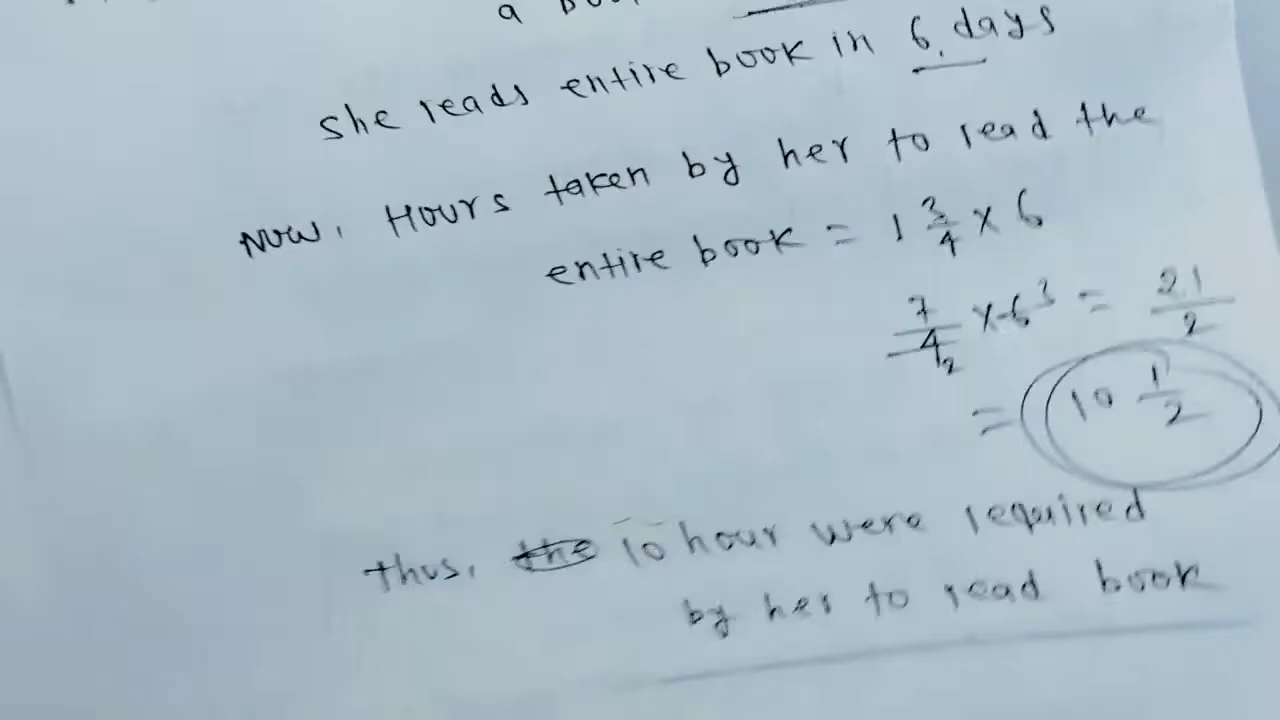 a
she reads entire book in 6 days
Now, Hours taken by her to read the
entire book = 1 3/4 x 6
7/4 2 x 6 3 = 21/2
= 10 1/2
thus, the 10 hour were required
by her to read book